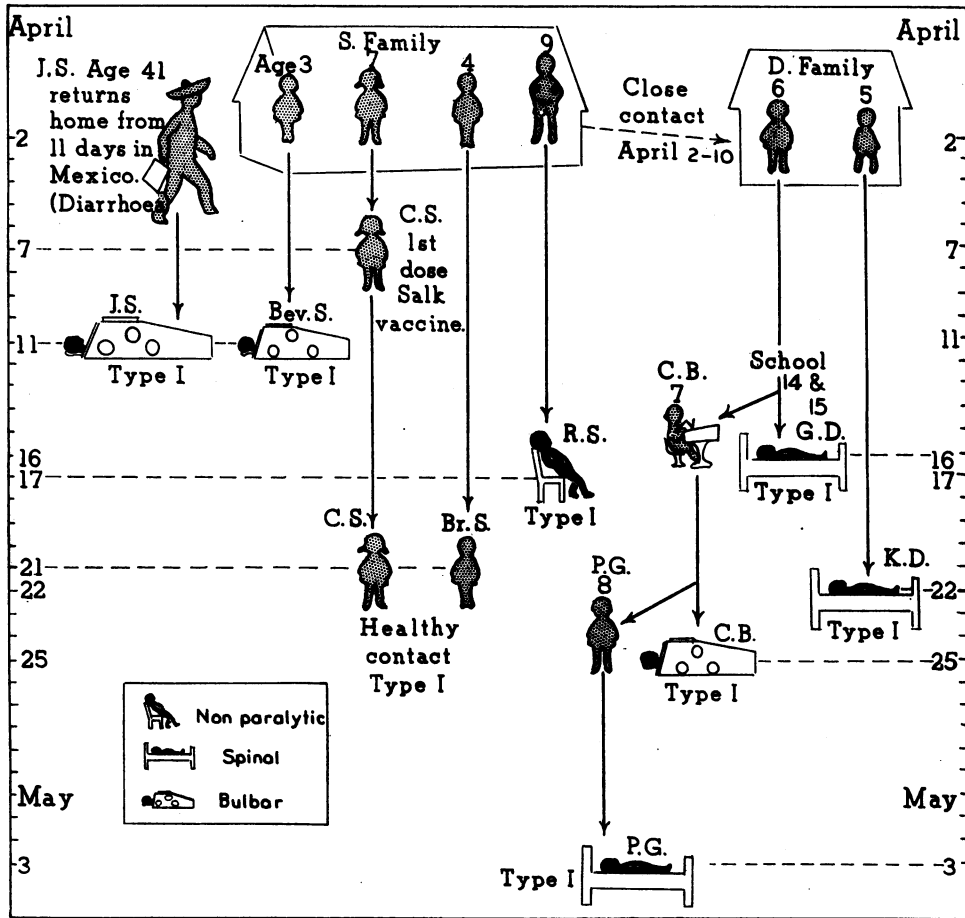 April
April
J.S. Age 41
returns
home from
11 days in
Mexico.
(Diarrhoea)
S. Family
Age 3
7
4
9
Close
contact
April 2-10
D. Family
6
5
2
2
C.S.
1st
dose
Salk
vaccine.
7
7
J.S.
Type I
Bev. S.
Type I
11
11
School
14 &
15
C.B.
7
R.S.
Type I
G.D.
Type I
16
17
16
17
C.S.
Br. S.
21
22
Healthy
contact
Type I
P.G.
8
K.D.
Type I
22
C.B.
Type I
25
25
Non paralytic
Spinal
Bulbar
May
May
P.G.
Type I
3
3